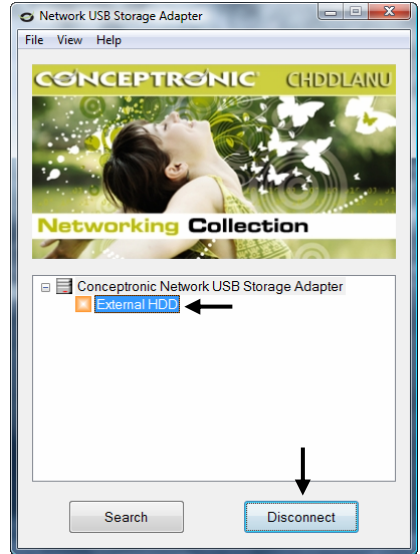 Network USB Storage Adapter
File View Help
CONCEPTRONIC CHDDLANU
Networking Collection
Conceptronic Network USB Storage Adapter
External HDD
Search Disconnect